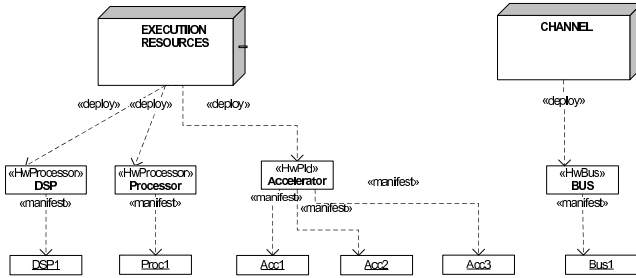 EXECUTIION
RESOURCES
CHANNEL
«deploy» «deploy» «deploy»
«deploy»
«HwProcessor»
DSP
«HwProcessor»
Processor
«HwPld»
Accelerator
«HwBus»
BUS
«manifest»
«manifest»
«manifest»
«manifest»
«manifest»
«manifest»
DSP1
Proc1
Acc1
Acc2
Acc3
Bus1